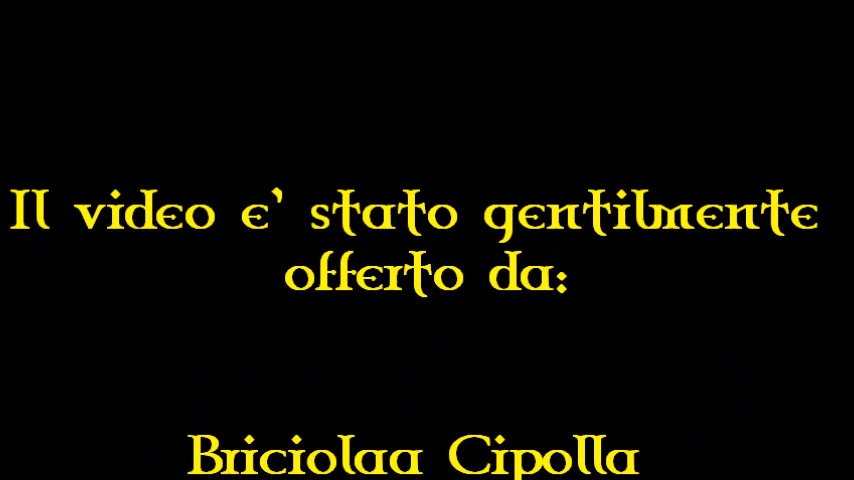 Il video e' stato gentilmente
offerto da:
Briciolaa Cipolla